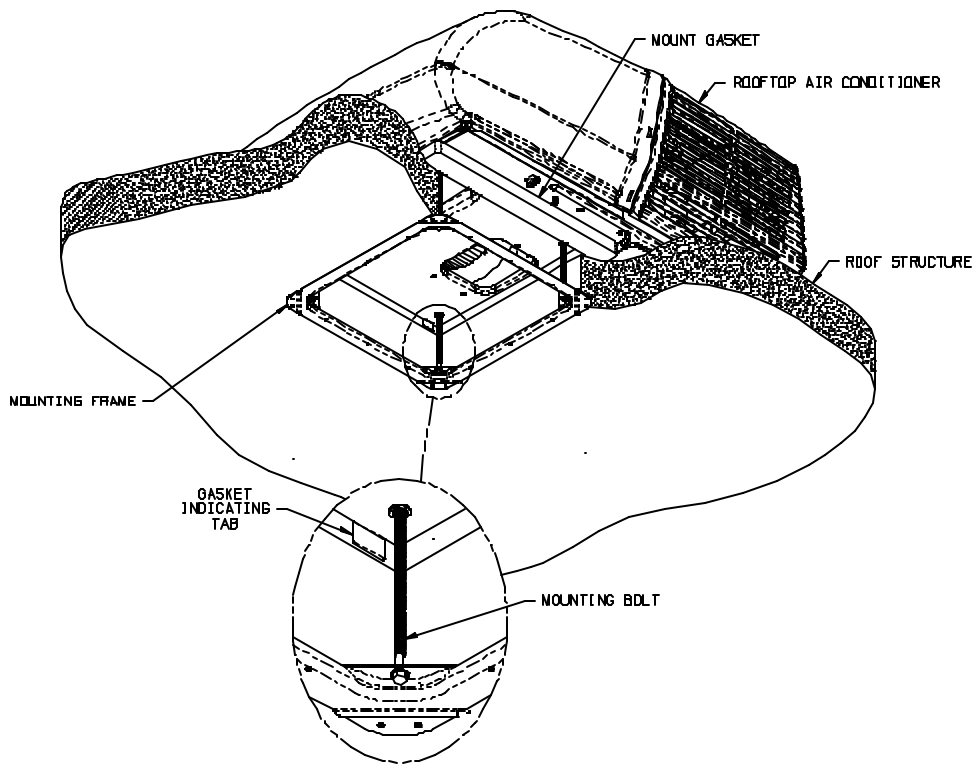 MOUNT GASKET
ROOFTOP AIR CONDITIONER
ROOF STRUCTURE
MOUNTING FRAME
GASKET
INDICATING
TAB
MOUNTING BOLT